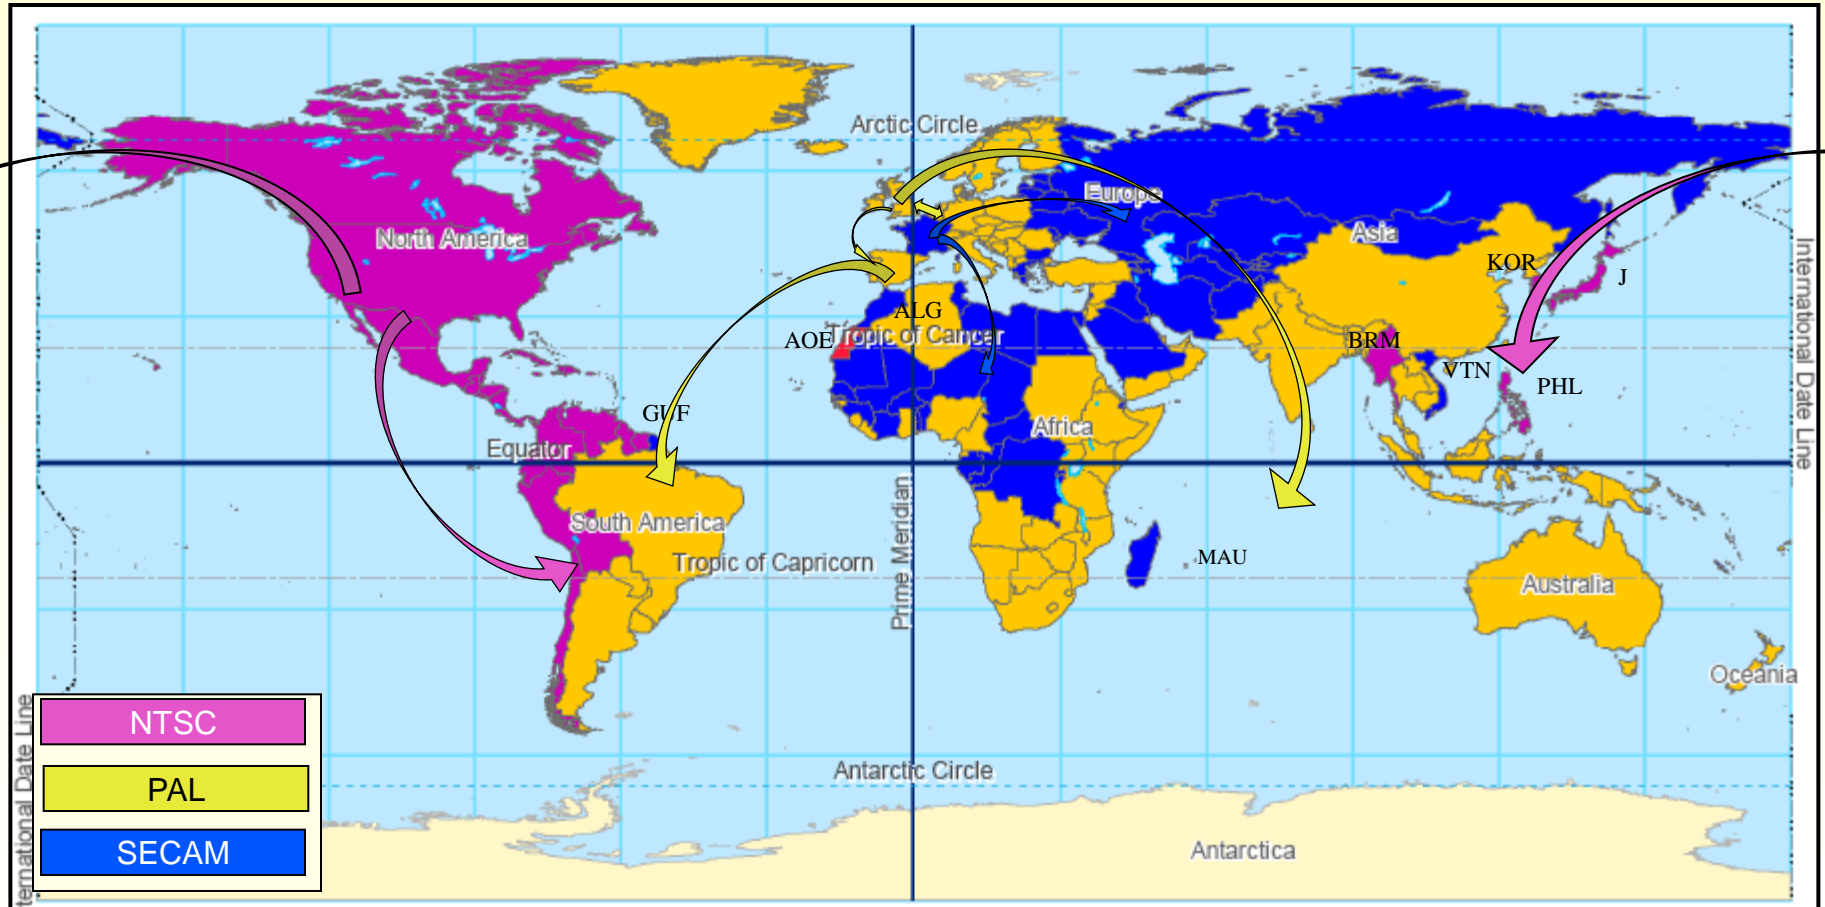 Arctic Circle
Europe
North America
Asia
KOR
J
International Date Line
ALG
AOE
Tropic of Cancer
BRM
VTN
PHL
GUF
Africa
Equator
South America
Prime Meridian
MAU
Tropic of Capricorn
Australia
Oceania
International Date Line
NTSC
PAL
SECAM
Antarctic Circle
Antarctica